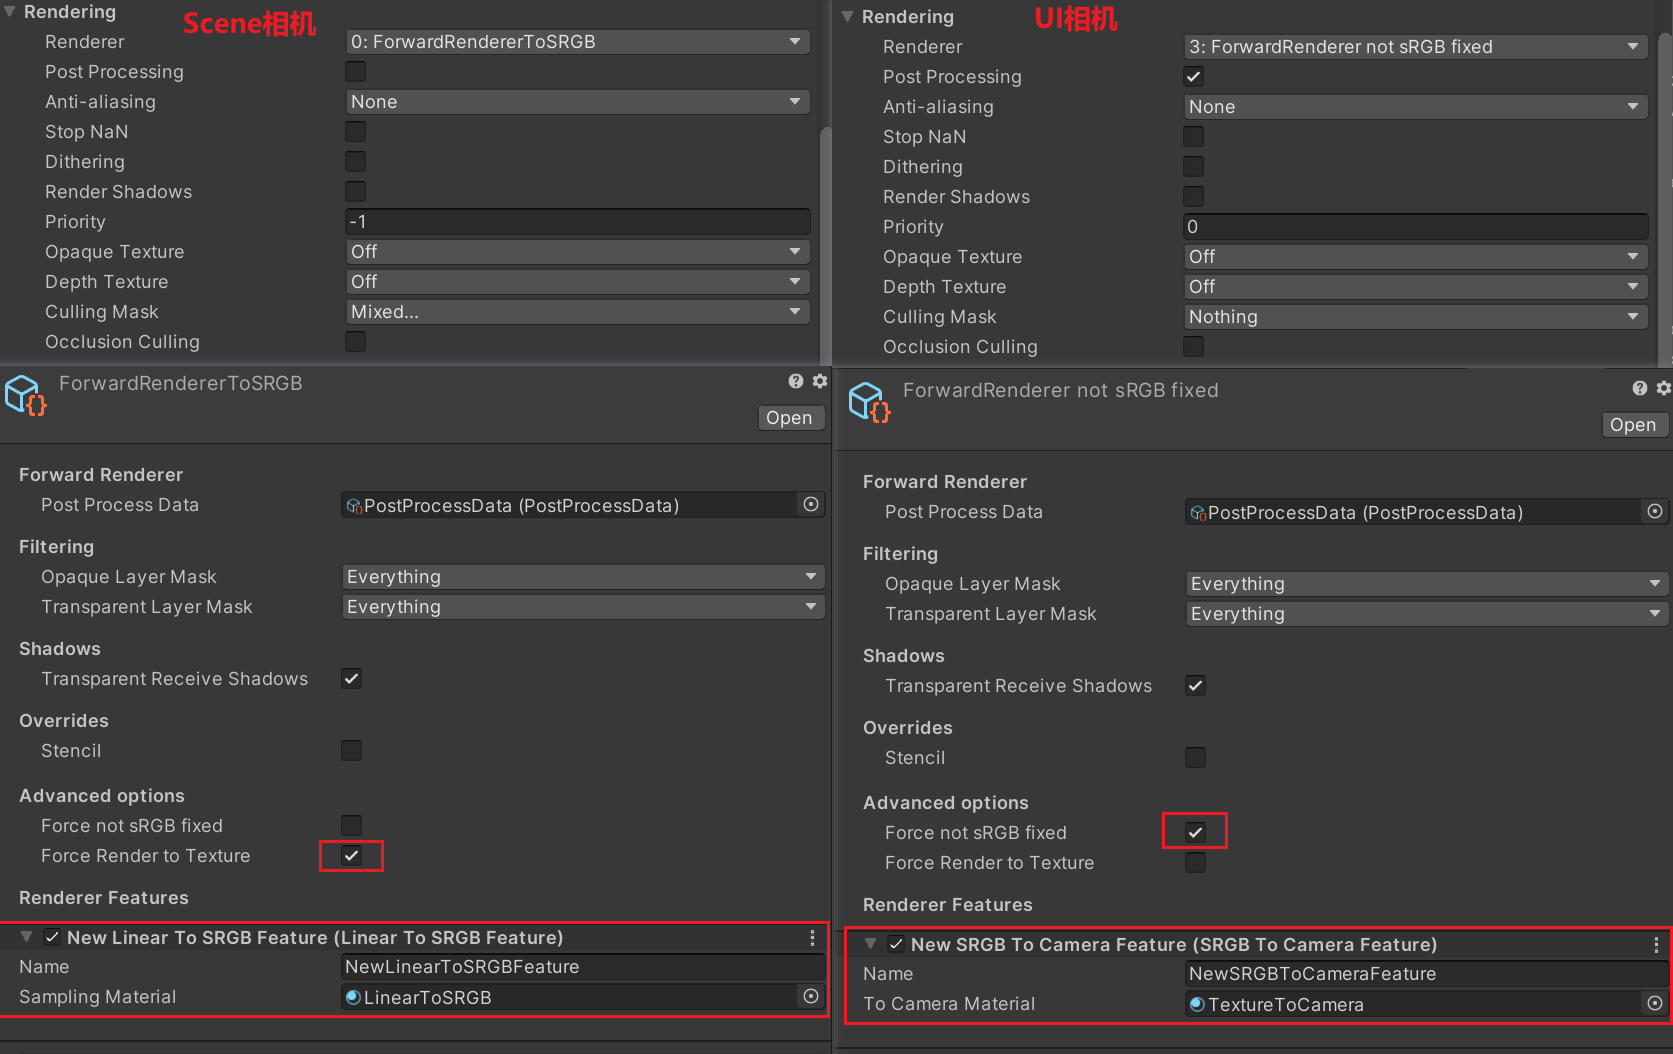 Rendering
Scene相机
Renderer 0: ForwardRendererToSRGB
Post Processing
Anti-aliasing None
Stop NaN
Dithering
Render Shadows
Priority -1
Opaque Texture Off
Depth Texture Off
Culling Mask Mixed...
Occlusion Culling
ForwardRendererToSRGB
Open
Forward Renderer
Post Process Data PostProcessData (PostProcessData)
Filtering
Opaque Layer Mask Everything
Transparent Layer Mask Everything
Shadows
Transparent Receive Shadows
Overrides
Stencil
Advanced options
Force not sRGB fixed
Force Render to Texture
Renderer Features
New Linear To SRGB Feature (Linear To SRGB Feature)
Name NewLinearToSRGBFeature
Sampling Material LinearToSRGB
Rendering
UI相机
Renderer 3: ForwardRenderer not sRGB fixed
Post Processing
Anti-aliasing None
Stop NaN
Dithering
Render Shadows
Priority 0
Opaque Texture Off
Depth Texture Off
Culling Mask Nothing
Occlusion Culling
ForwardRenderer not sRGB fixed
Open
Forward Renderer
Post Process Data PostProcessData (PostProcessData)
Filtering
Opaque Layer Mask Everything
Transparent Layer Mask Everything
Shadows
Transparent Receive Shadows
Overrides
Stencil
Advanced options
Force not sRGB fixed
Force Render to Texture
Renderer Features
New SRGB To Camera Feature (SRGB To Camera Feature)
Name NewSRGBToCameraFeature
To Camera Material TextureToCamera